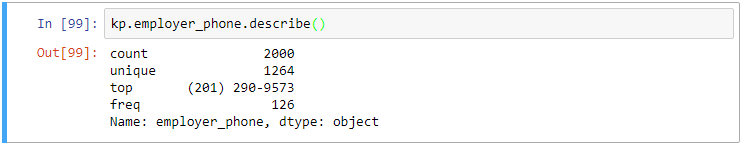 In [99]: kp.employer_phone.describe()
Out[99]: count 2000
unique 1264
top (201) 290-9573
freq 126
Name: employer_phone, dtype: object